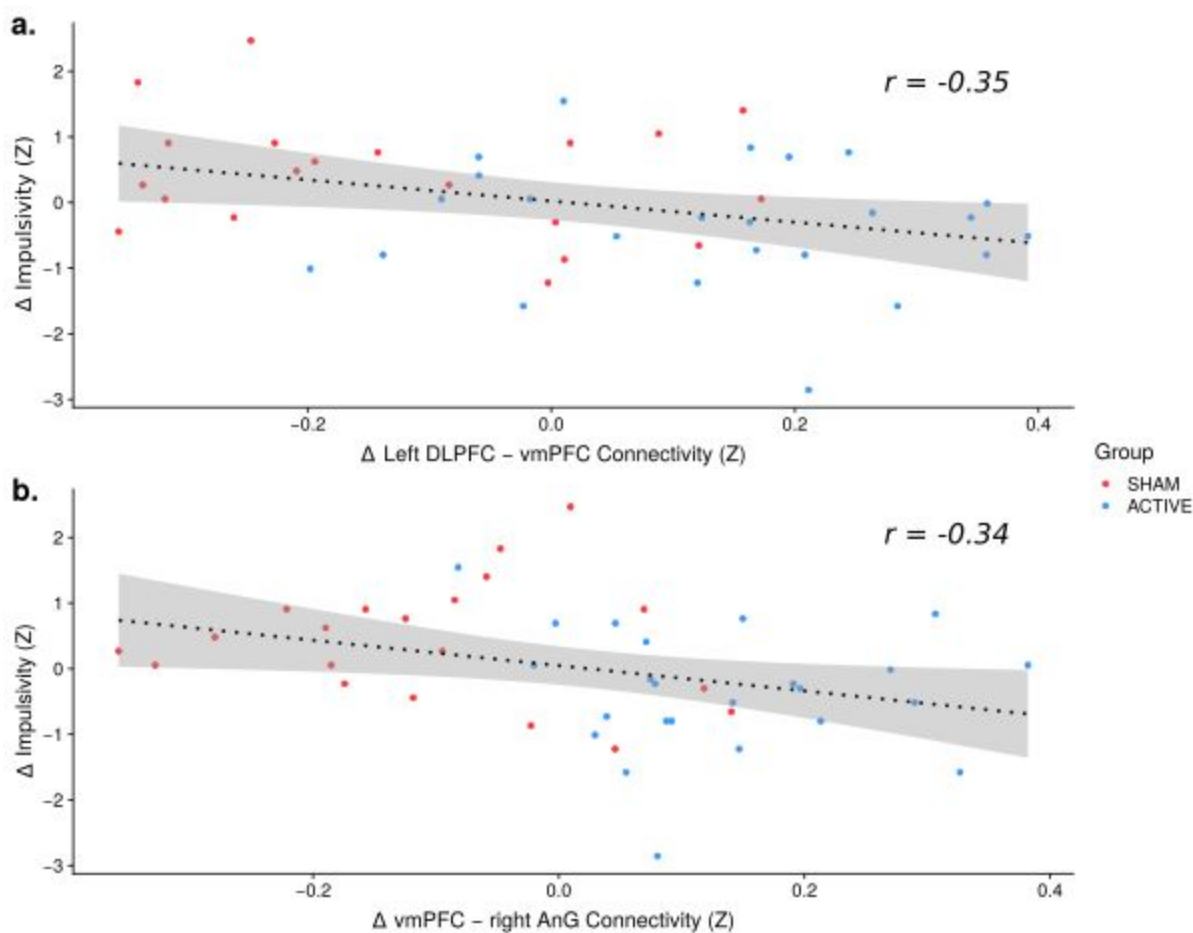 a.
r = -0.35
Δ Impulsivity (Z)
2
1
0
−1
−2
−3
−0.2 0.0 0.2 0.4
Δ Left DLPFC − vmPFC Connectivity (Z)
Group
SHAM
ACTIVE
b.
r = -0.34
Δ Impulsivity (Z)
2
1
0
−1
−2
−3
−0.2 0.0 0.2 0.4
Δ vmPFC − right AnG Connectivity (Z)